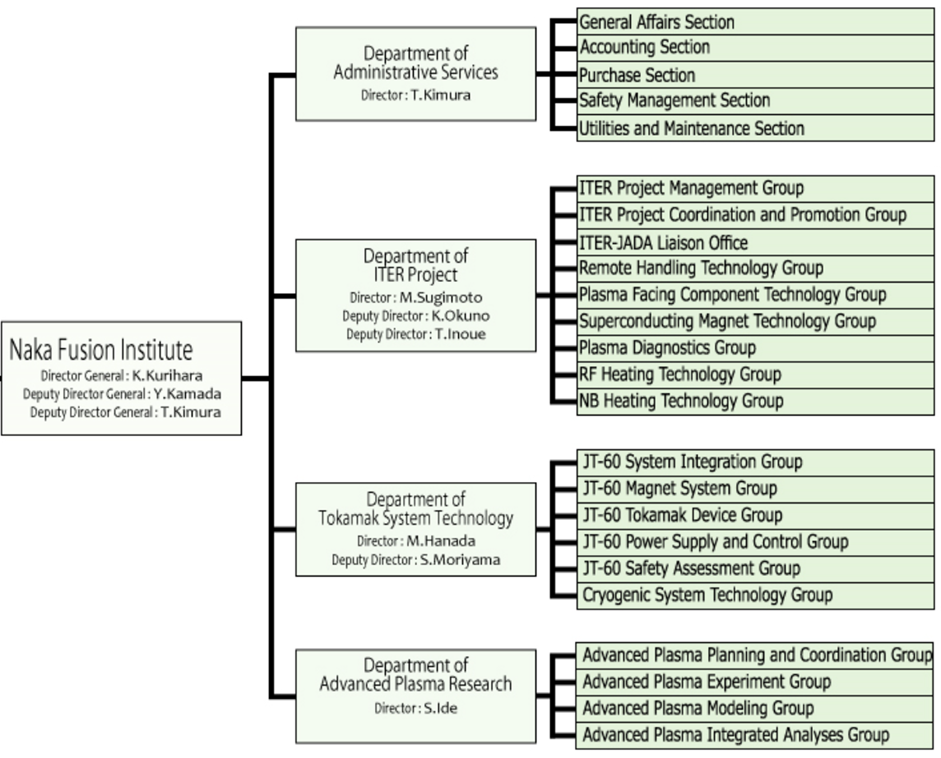 Naka Fusion Institute
Director General : K.Kurihara
Deputy Director General : Y.Kamada
Deputy Director General : T.Kimura
Department of
Administrative Services
Director : T.Kimura
General Affairs Section
Accounting Section
Purchase Section
Safety Management Section
Utilities and Maintenance Section
Department of
ITER Project
Director : M.Sugimoto
Deputy Director : K.Okuno
Deputy Director : T.Inoue
ITER Project Management Group
ITER Project Coordination and Promotion Group
ITER-JADA Liaison Office
Remote Handling Technology Group
Plasma Facing Component Technology Group
Superconducting Magnet Technology Group
Plasma Diagnostics Group
RF Heating Technology Group
NB Heating Technology Group
Department of
Tokamak System Technology
Director : M.Hanada
Deputy Director : S.Moriyama
JT-60 System Integration Group
JT-60 Magnet System Group
JT-60 Tokamak Device Group
JT-60 Power Supply and Control Group
JT-60 Safety Assessment Group
Cryogenic System Technology Group
Department of
Advanced Plasma Research
Director : S.Ide
Advanced Plasma Planning and Coordination Group
Advanced Plasma Experiment Group
Advanced Plasma Modeling Group
Advanced Plasma Integrated Analyses Group